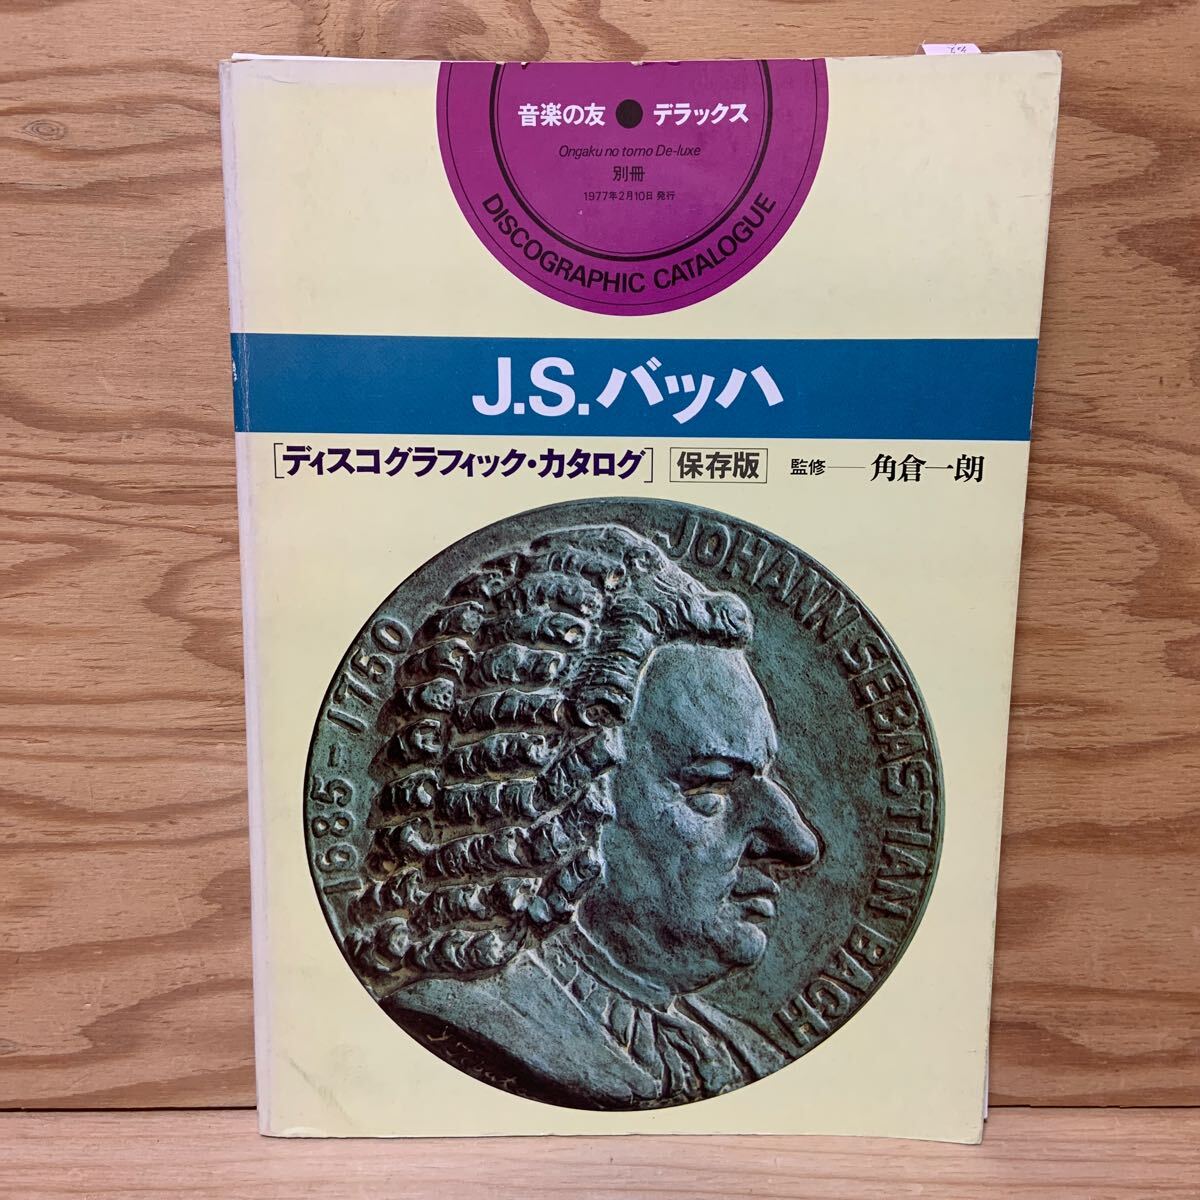 音楽の友●デラックス
Ongaku no tomo De-luxe
別冊
1977年2月10日 発行
DISCOGRAPHIC CATALOGUE
J.S.バッハ
[ディスコグラフィック・カタログ] 保存版 監修――角倉一朗
JOHANN SEBASTIAN BACH
1685-1750